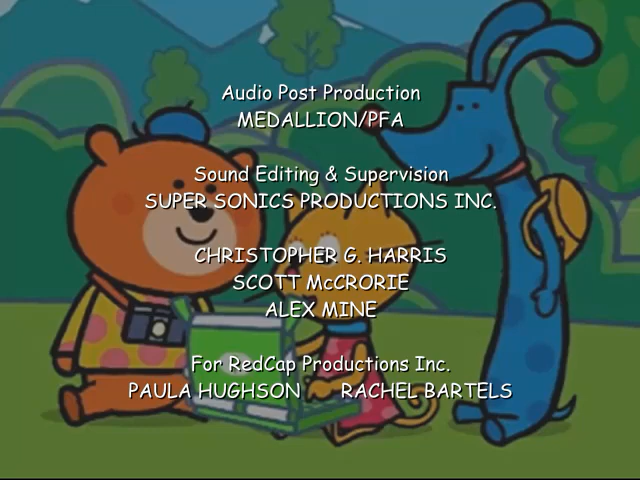 Audio Post Production
MEDALLION/PFA
Sound Editing & Supervision
SUPER SONICS PRODUCTIONS INC.
CHRISTOPHER G. HARRIS
SCOTT McCRORIE
ALEX MINE
For RedCap Productions Inc.
PAULA HUGHSON RACHEL BARTELS